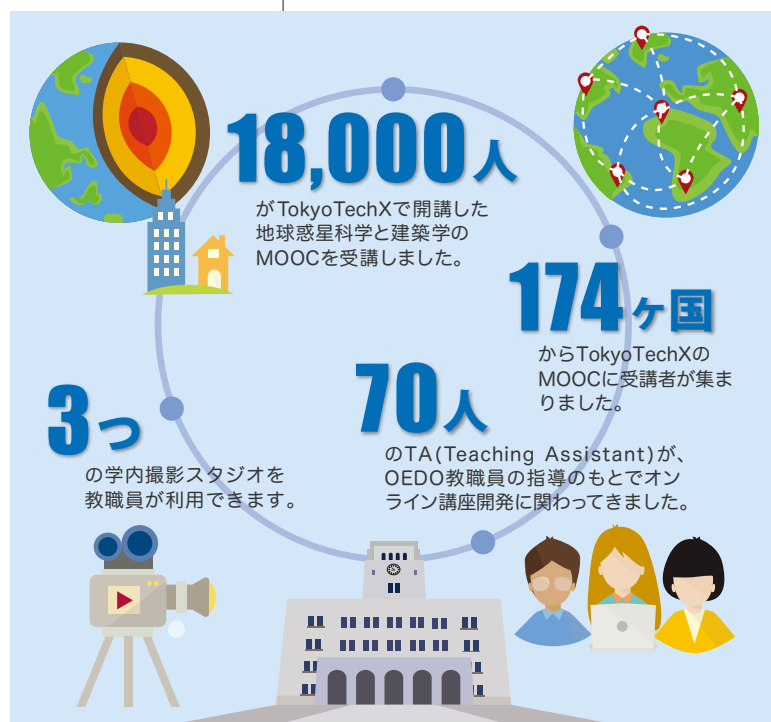 18,000人
がTokyoTechXで開講した
地球惑星科学と建築学の
MOOCを受講しました。
174ヶ国
からTokyoTechXの
MOOCに受講者が集ま
りました。
70人
のTA(Teaching Assistant)が、
OEDO教職員の指導のもとでオン
ライン講座開発に関わってきました。
3つ
の学内撮影スタジオを
教職員が利用できます。